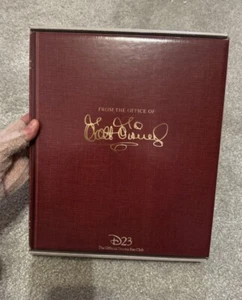 FROM THE OFFICE OF
Walt Disney
D23
The Official Disney Fan Club